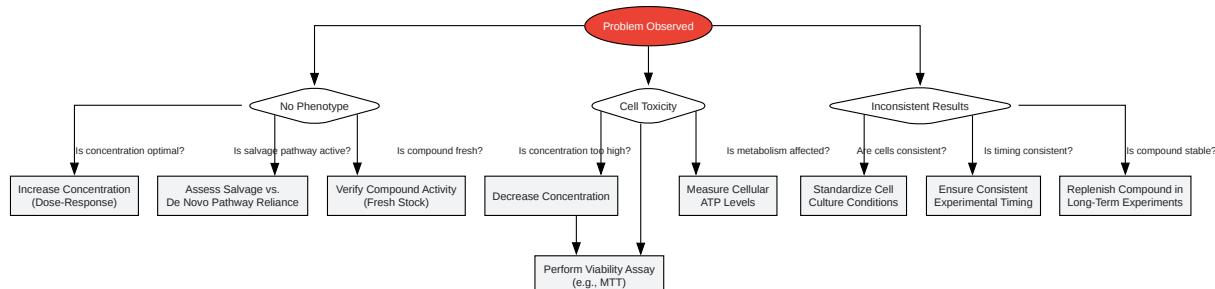 Problem Observed
No Phenotype
Cell Toxicity
Inconsistent Results
Is concentration optimal?
Is salvage pathway active?
Is compound fresh?
Is concentration too high?
Is metabolism affected?
Are cells consistent?
Is timing consistent?
Is compound stable?
Increase Concentration
(Dose-Response)
Assess Salvage vs.
De Novo Pathway Reliance
Verify Compound Activity
(Fresh Stock)
Decrease Concentration
Measure Cellular
ATP Levels
Standardize Cell
Culture Conditions
Ensure Consistent
Experimental Timing
Replenish Compound in
Long-Term Experiments
Perform Viability Assay
(e.g., MTT)